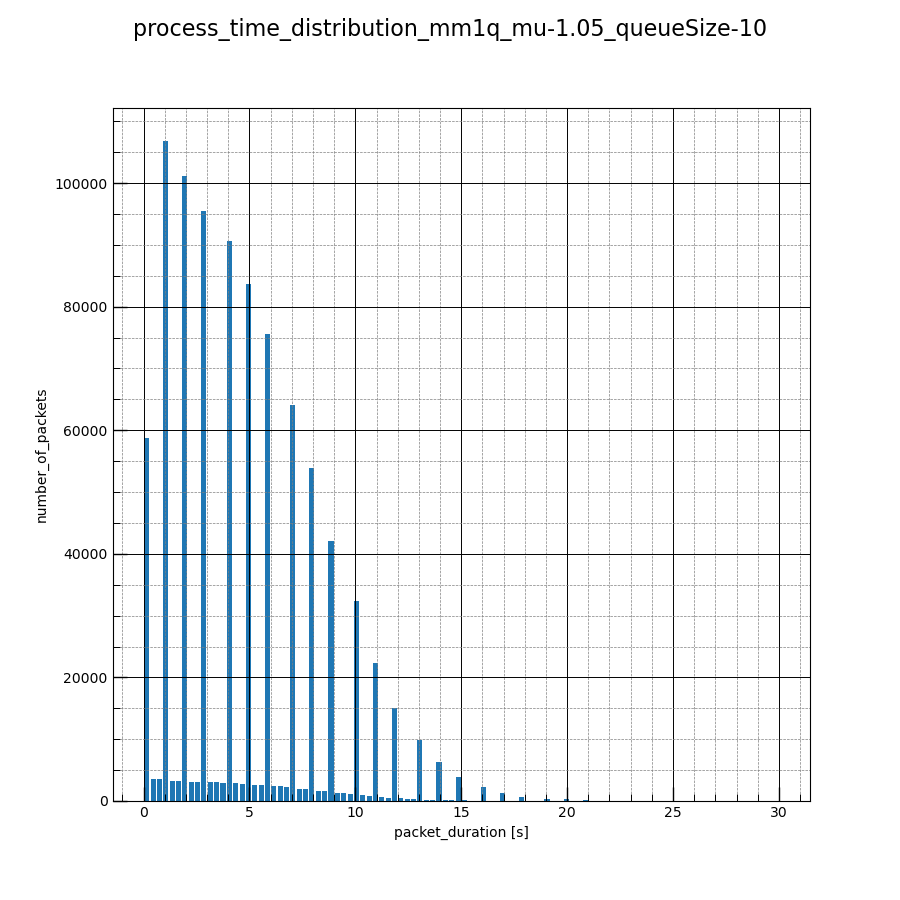 process_time_distribution_mm1q_mu-1.05_queueSize-10
100000
80000
60000
40000
20000
0
number_of_packets
0 5 10 15 20 25 30
packet_duration [s]